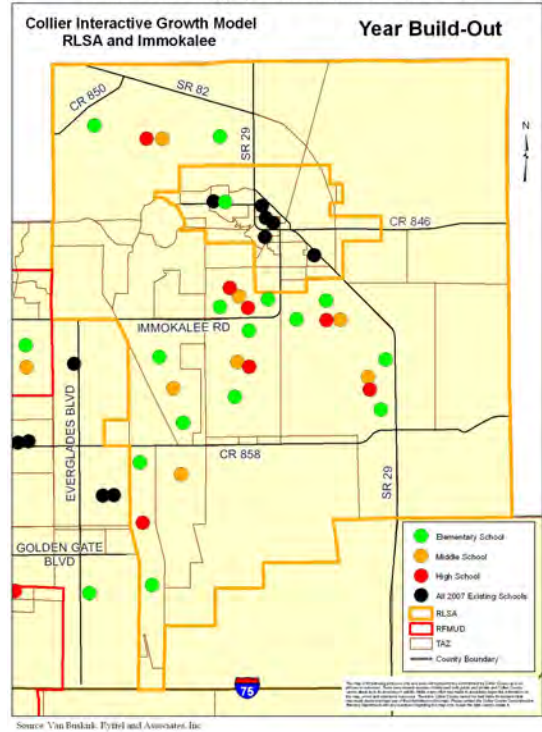 Collier Interactive Growth Model
RLSA and Immokalee
Year Build-Out
CR 850
SR 82
SR 29
N
CR 846
IMMOKALEE RD
EVERGLADES BLVD
CR 858
SR 29
GOLDEN GATE
BLVD
75
Elementary School
Middle School
High School
All 2007 Existing Schools
RLSA
RFMUD
TAZ
County Boundary
Source: Van Buskirk, Ryffel and Associates, Inc